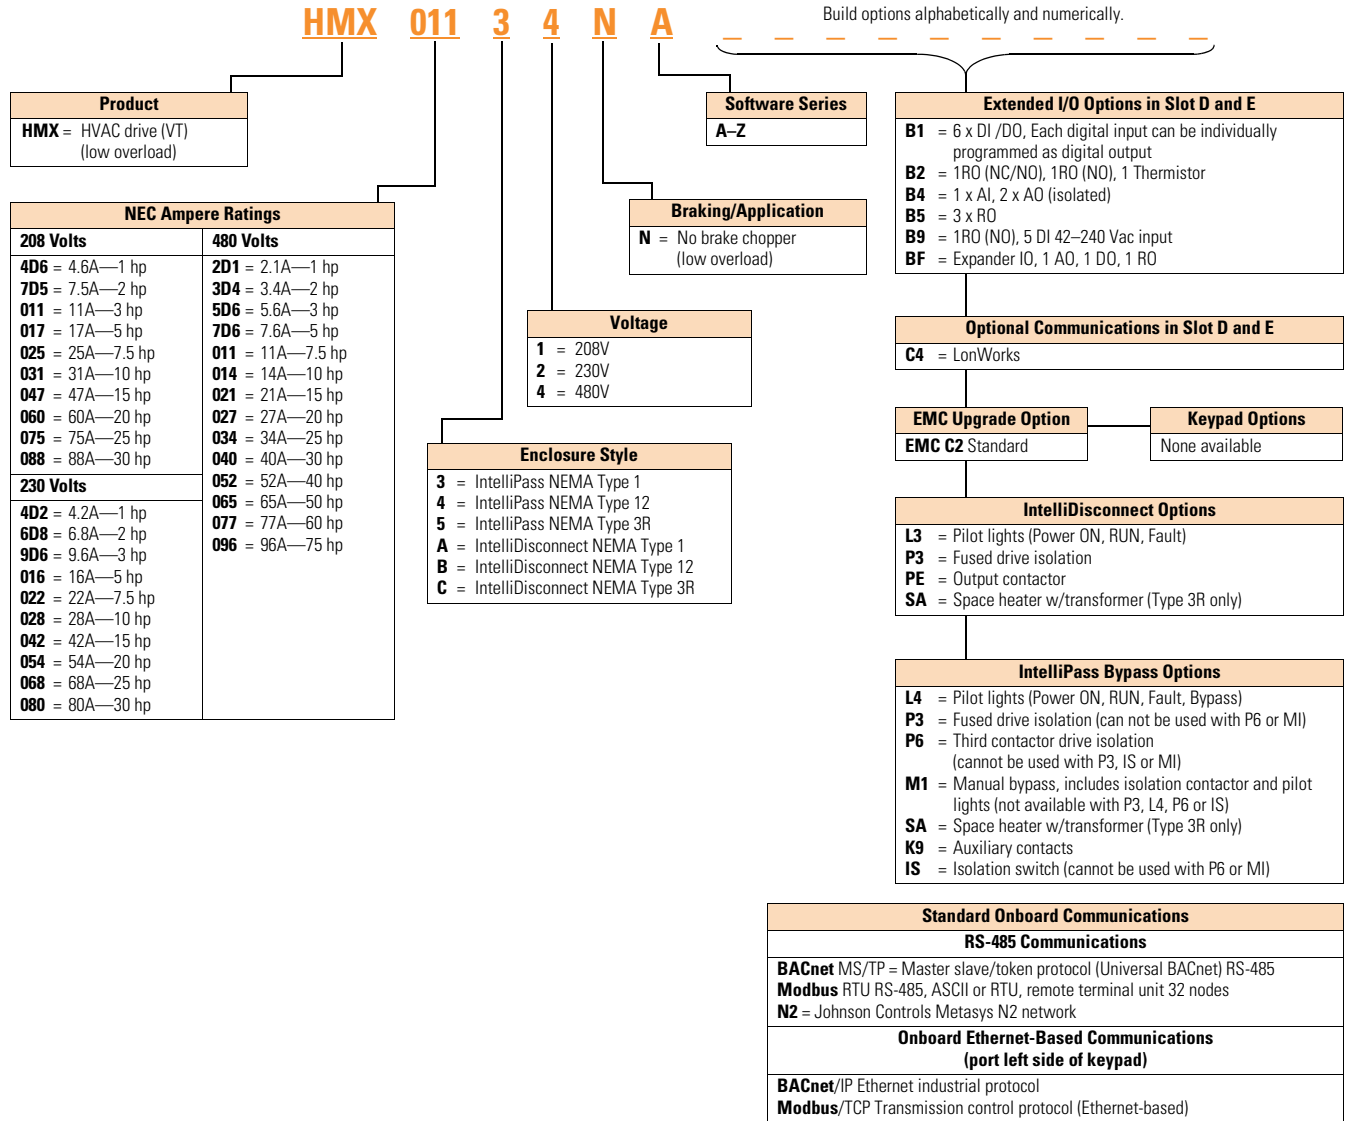 HMX 011 3 4 N A
Build options alphabetically and numerically.
Product
HMX = HVAC drive (VT)
(low overload)
NEC Ampere Ratings
208 Volts
4D6 = 4.6A—1 hp
7D5 = 7.5A—2 hp
011 = 11A—3 hp
017 = 17A—5 hp
025 = 25A—7.5 hp
031 = 31A—10 hp
047 = 47A—15 hp
060 = 60A—20 hp
075 = 75A—25 hp
088 = 88A—30 hp
230 Volts
4D2 = 4.2A—1 hp
6D8 = 6.8A—2 hp
9D6 = 9.6A—3 hp
016 = 16A—5 hp
022 = 22A—7.5 hp
028 = 28A—10 hp
042 = 42A—15 hp
054 = 54A—20 hp
068 = 68A—25 hp
080 = 80A—30 hp
480 Volts
2D1 = 2.1A—1 hp
3D4 = 3.4A—2 hp
5D6 = 5.6A—3 hp
7D6 = 7.6A—5 hp
011 = 11A—7.5 hp
014 = 14A—10 hp
021 = 21A—15 hp
027 = 27A—20 hp
034 = 34A—25 hp
040 = 40A—30 hp
052 = 52A—40 hp
065 = 65A—50 hp
077 = 77A—60 hp
096 = 96A—75 hp
Enclosure Style
3 = IntelliPass NEMA Type 1
4 = IntelliPass NEMA Type 12
5 = IntelliPass NEMA Type 3R
A = IntelliDisconnect NEMA Type 1
B = IntelliDisconnect NEMA Type 12
C = IntelliDisconnect NEMA Type 3R
Voltage
1 = 208V
2 = 230V
4 = 480V
Braking/Application
N = No brake chopper
(low overload)
Software Series
A–Z
Extended I/O Options in Slot D and E
B1 = 6 x DI /DO, Each digital input can be individually
programmed as digital output
B2 = 1RO (NC/NO), 1RO (NO), 1 Thermistor
B4 = 1 x AI, 2 x AO (isolated)
B5 = 3 x RO
B9 = 1RO (NO), 5 DI 42–240 Vac input
BF = Expander IO, 1 AO, 1 DO, 1 RO
Optional Communications in Slot D and E
C4 = LonWorks
EMC Upgrade Option
EMC C2 Standard
Keypad Options
None available
IntelliDisconnect Options
L3 = Pilot lights (Power ON, RUN, Fault)
P3 = Fused drive isolation
PE = Output contactor
SA = Space heater w/transformer (Type 3R only)
IntelliPass Bypass Options
L4 = Pilot lights (Power ON, RUN, Fault, Bypass)
P3 = Fused drive isolation (can not be used with P6 or MI)
P6 = Third contactor drive isolation
(cannot be used with P3, IS or MI)
M1 = Manual bypass, includes isolation contactor and pilot
lights (not available with P3, L4, P6 or IS)
SA = Space heater w/transformer (Type 3R only)
K9 = Auxiliary contacts
IS = Isolation switch (cannot be used with P6 or MI)
Standard Onboard Communications
RS-485 Communications
BACnet MS/TP = Master slave/token protocol (Universal BACnet) RS-485
Modbus RTU RS-485, ASCII or RTU, remote terminal unit 32 nodes
N2 = Johnson Controls Metasys N2 network
Onboard Ethernet-Based Communications
(port left side of keypad)
BACnet/IP Ethernet industrial protocol
Modbus/TCP Transmission control protocol (Ethernet-based)